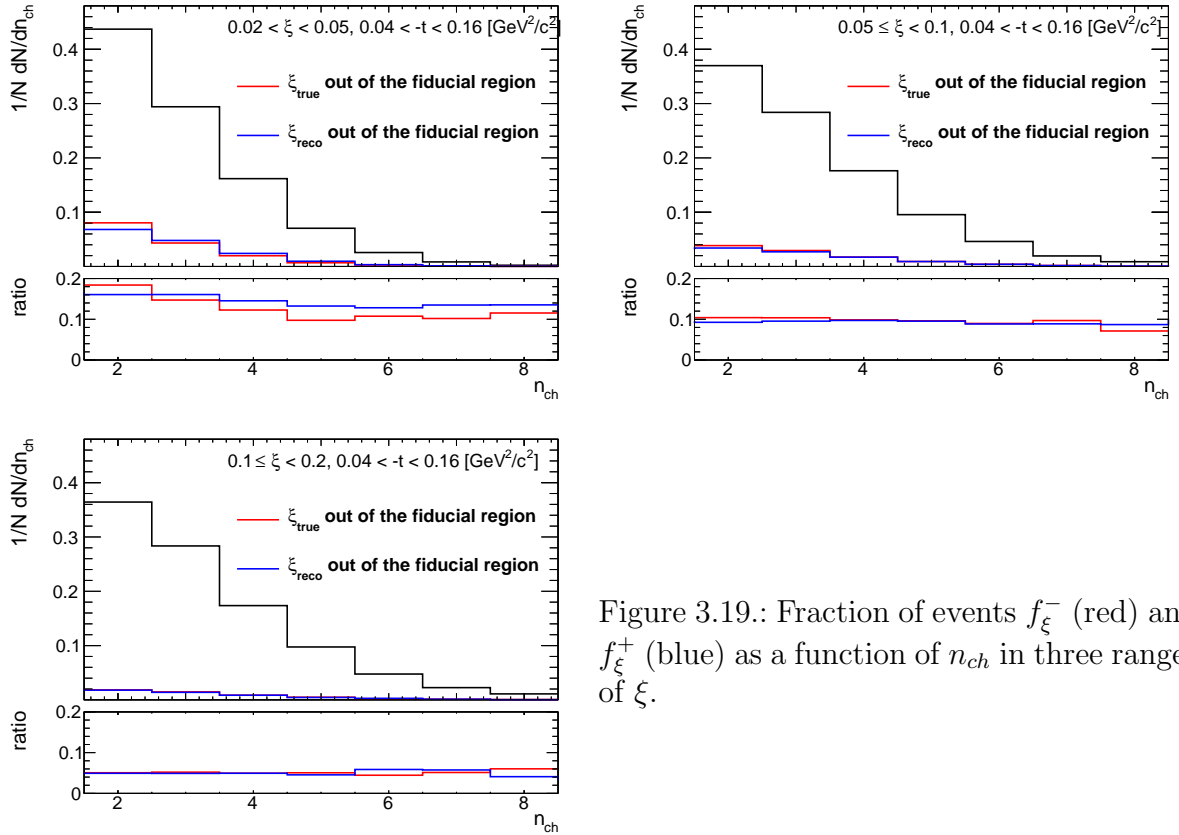 0.02 < ξ < 0.05, 0.04 < -t < 0.16 [GeV²/c²]
1/N dN/dn_ch
0.4
0.3
0.2
0.1
ξ_true out of the fiducial region
ξ_reco out of the fiducial region
ratio
0.2
0.1
0
2 4 6 8
n_ch
0.05 ≤ ξ < 0.1, 0.04 < -t < 0.16 [GeV²/c²]
1/N dN/dn_ch
0.4
0.3
0.2
0.1
ξ_true out of the fiducial region
ξ_reco out of the fiducial region
ratio
0.2
0.1
0
2 4 6 8
n_ch
0.1 ≤ ξ < 0.2, 0.04 < -t < 0.16 [GeV²/c²]
1/N dN/dn_ch
0.4
0.3
0.2
0.1
ξ_true out of the fiducial region
ξ_reco out of the fiducial region
ratio
0.2
0.1
0
2 4 6 8
n_ch
Figure 3.19.: Fraction of events f_ξ^- (red) an
f_ξ^+ (blue) as a function of n_ch in three range
of ξ.